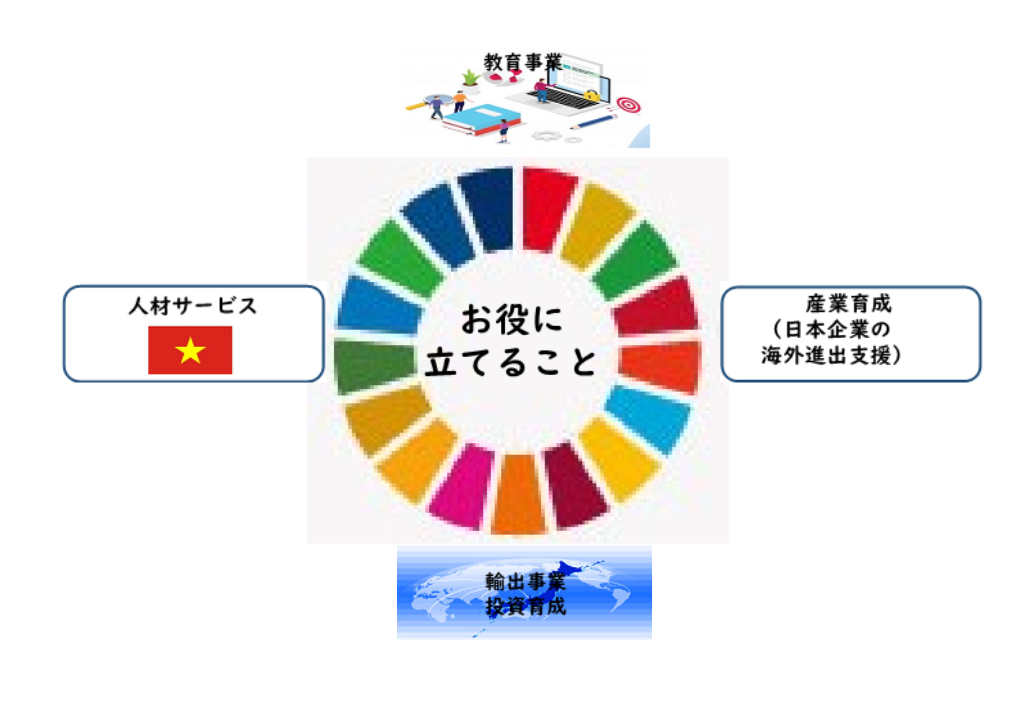 教育事業
人材サービス
お役に
立てること
産業育成
（日本企業の
海外進出支援）
輸出事業
投資育成